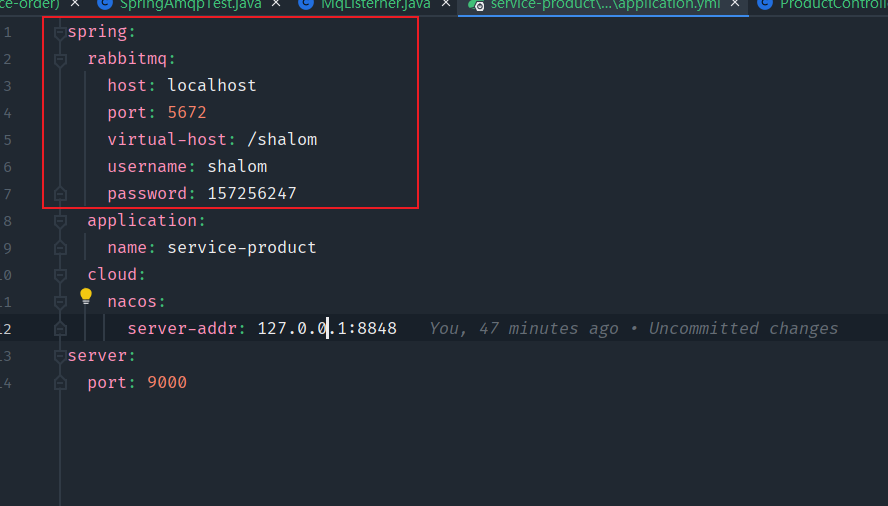 ce-order) × SpringAmqpTest.java × MqListerner.java × service-product\...\application.yml × ProductControlle
1 spring:
2 rabbitmq:
3 host: localhost
4 port: 5672
5 virtual-host: /shalom
6 username: shalom
7 password: 157256247
8 application:
9 name: service-product
10 cloud:
11 nacos:
12 server-addr: 127.0.0.1:8848 You, 47 minutes ago • Uncommitted changes
13 server:
14 port: 9000